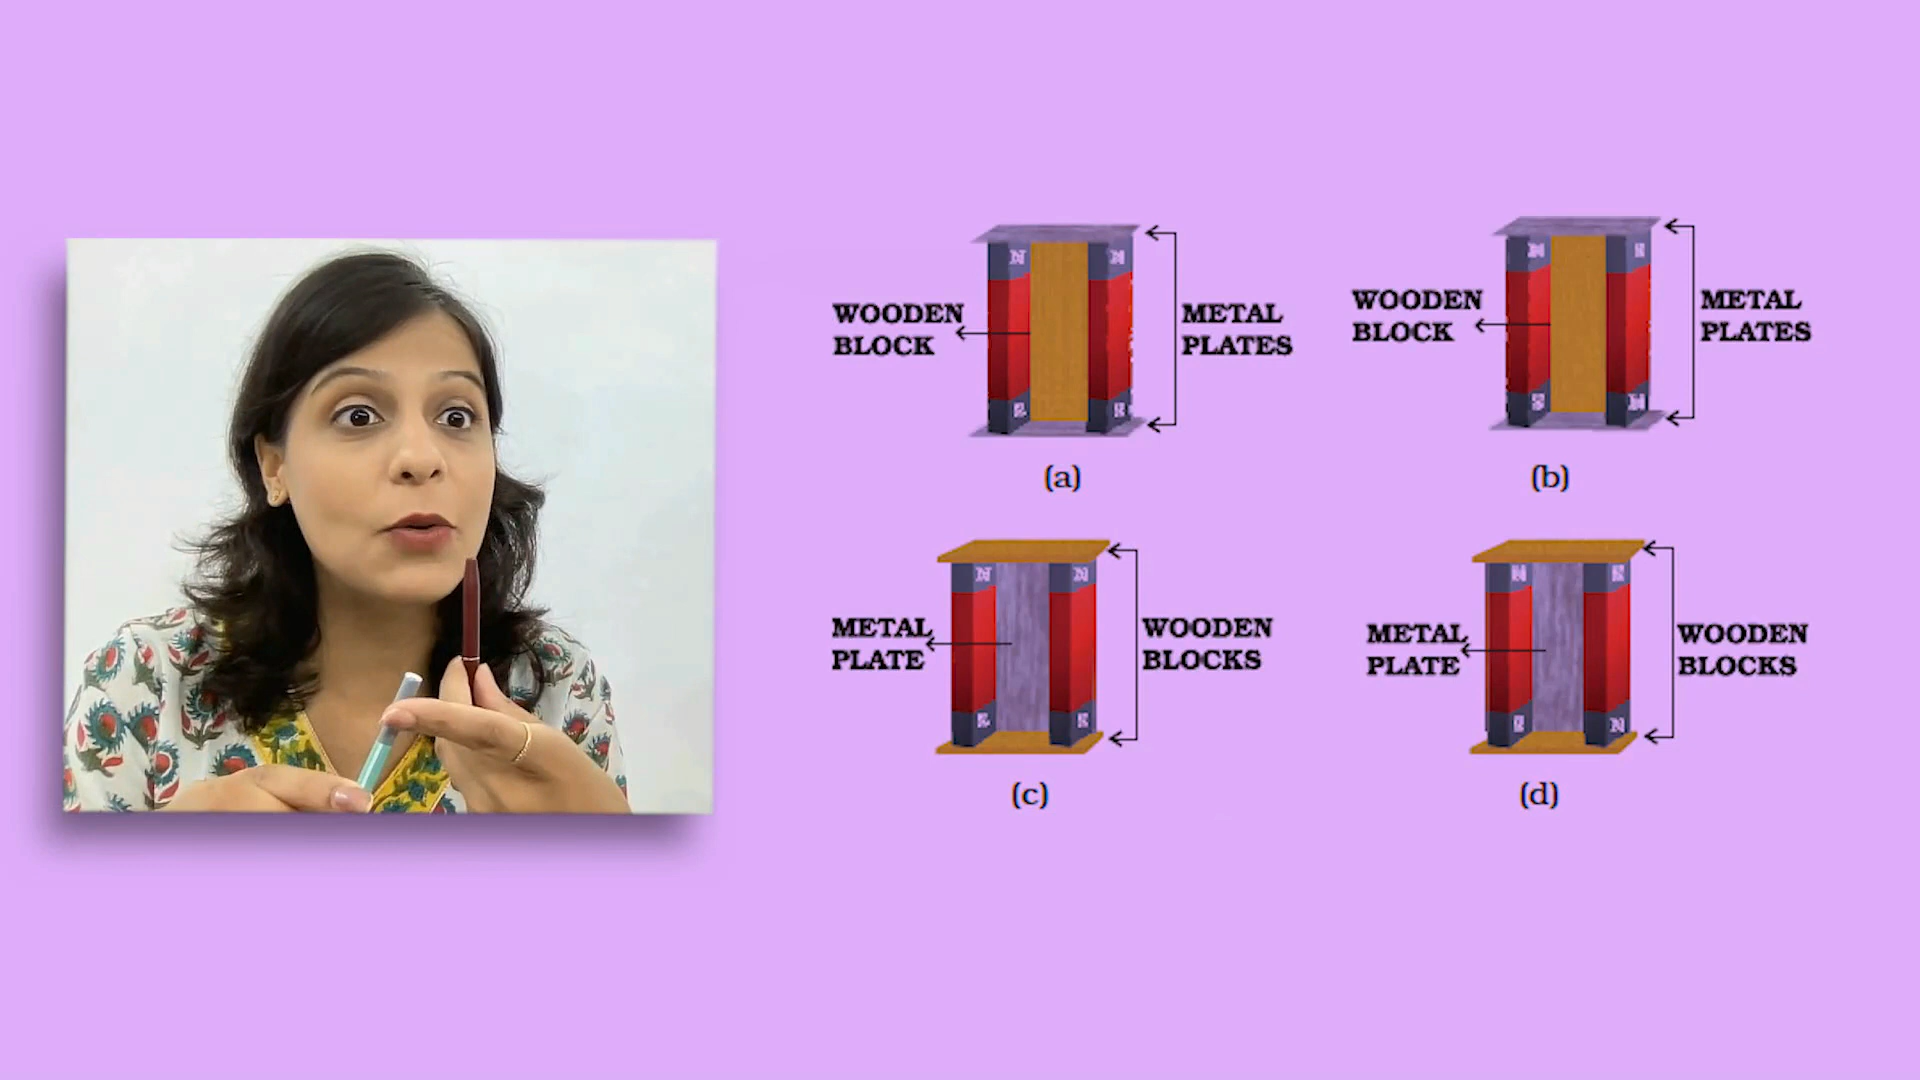 WOODEN
BLOCK
METAL
PLATES
(a)
WOODEN
BLOCK
METAL
PLATES
(b)
METAL
PLATE
WOODEN
BLOCKS
(c)
METAL
PLATE
WOODEN
BLOCKS
(d)